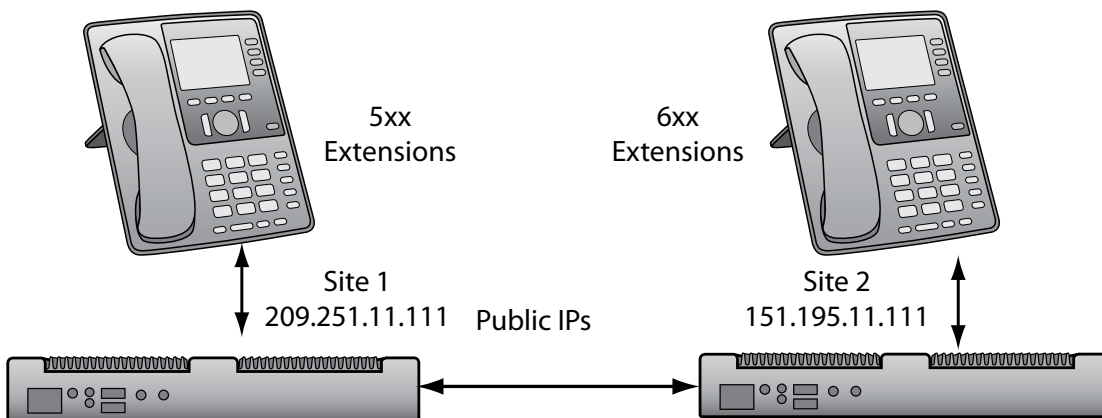 5xx
Extensions
6xx
Extensions
Site 1
209.251.11.111
Public IPs
Site 2
151.195.11.111